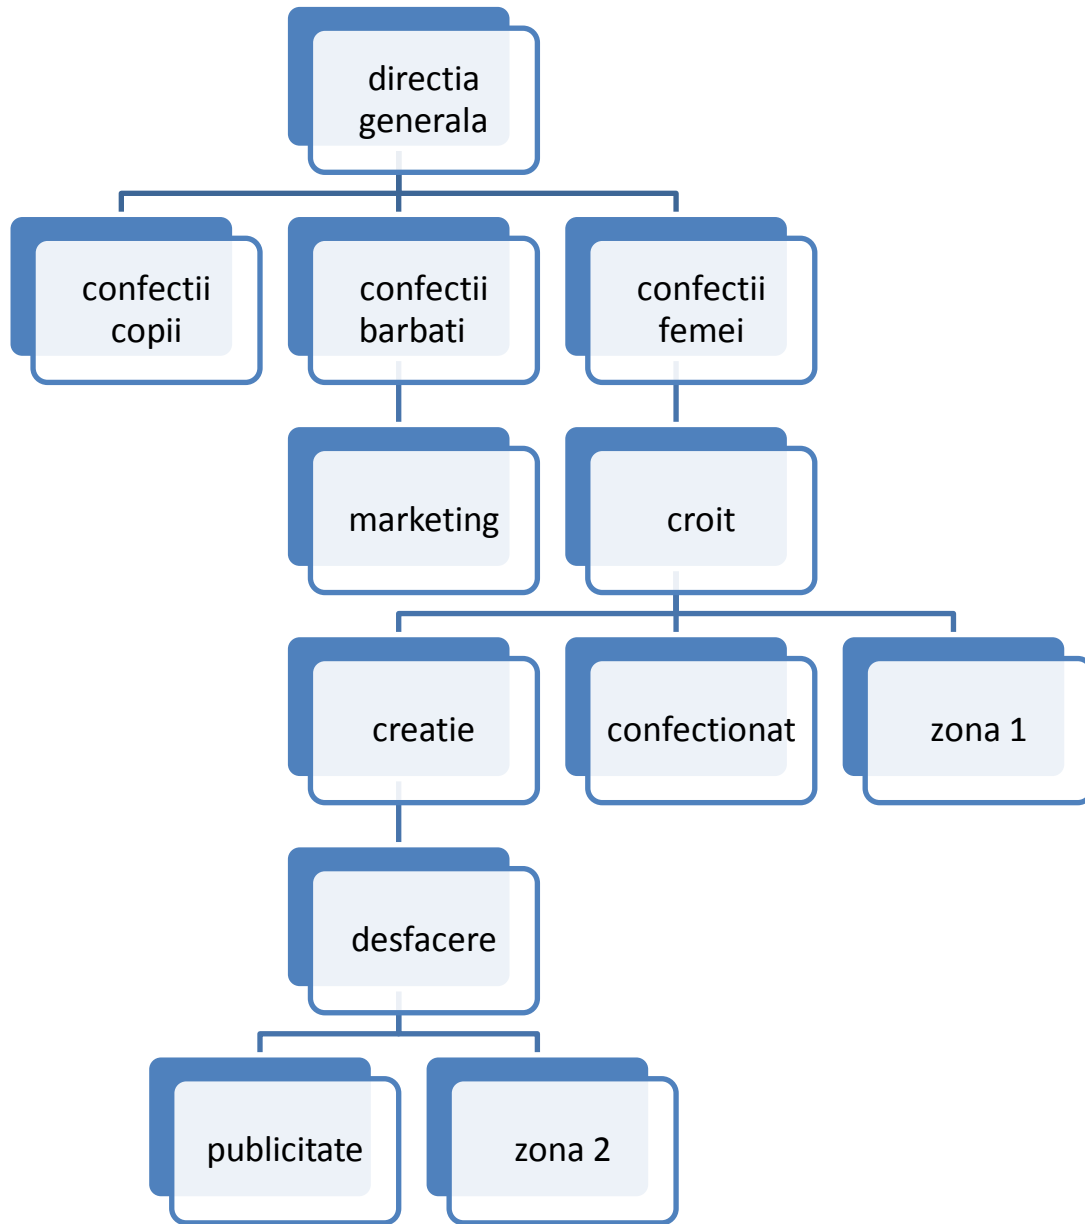 directia
generala
confectii
copii
confectii
barbati
confectii
femei
marketing
croit
creatie
confectionat
zona 1
desfacere
publicitate
zona 2